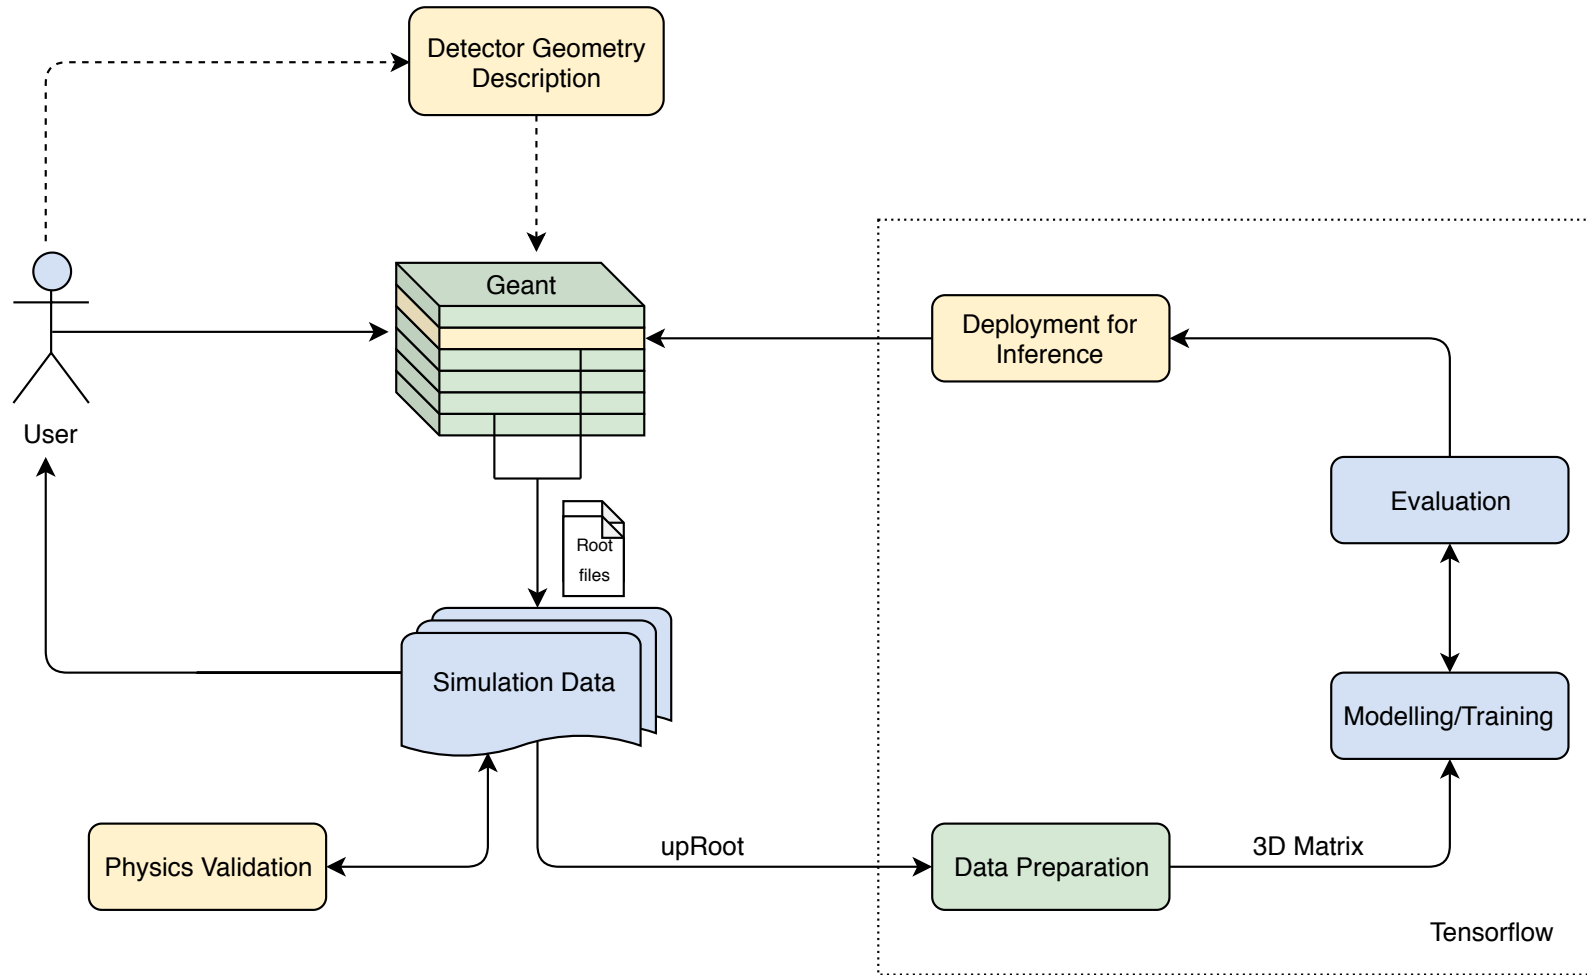 Detector Geometry
Description
Geant
Deployment for
Inference
User
Evaluation
Root
files
Simulation Data
Modelling/Training
Physics Validation
upRoot
Data Preparation
3D Matrix
Tensorflow